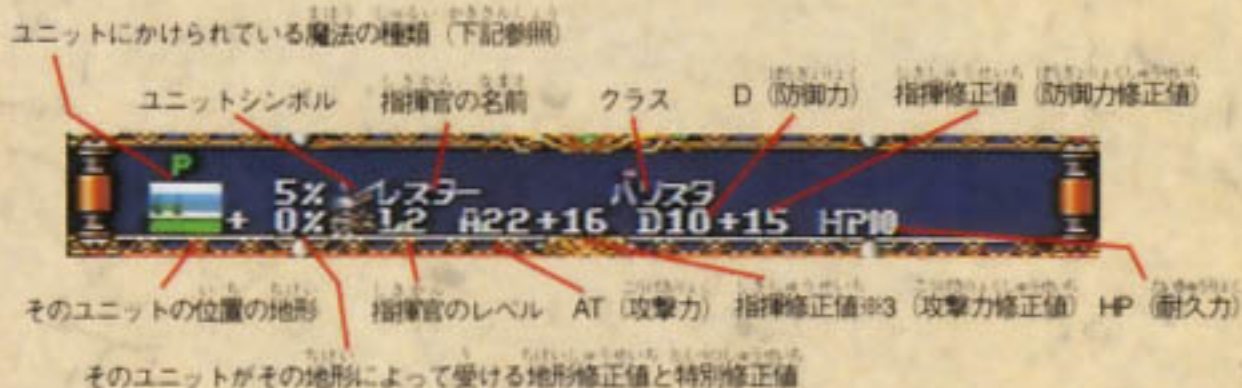 ユニットにかけられている魔法の種類（下記参照）
ユニットシンボル 指揮官の名前 クラス D（防御力） 指揮修正値（防御力修正値）
P
5% レスター バリスタ
+ 0% L2 A22+16 D10+15 HP10
そのユニットの位置の地形 指揮官のレベル AT（攻撃力） 指揮修正値※3（攻撃力修正値） HP（耐久力）
そのユニットがその地形によって受ける地形修正値と特別修正値